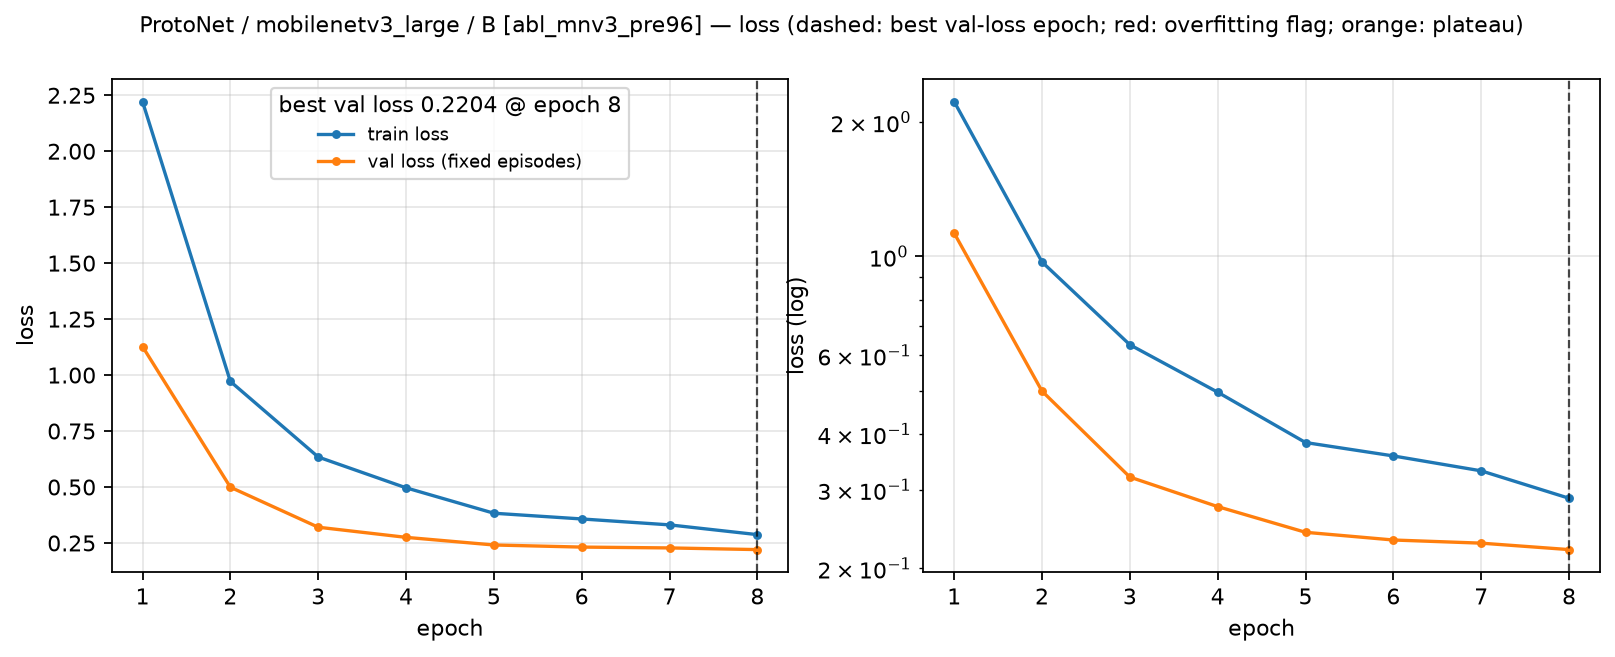 ProtoNet / mobilenetv3_large / B [abl_mnv3_pre96] — loss (dashed: best val-loss epoch; red: overfitting flag; orange: plateau)
best val loss 0.2204 @ epoch 8
train loss
val loss (fixed episodes)
2.25
2.00
1.75
1.50
1.25
1.00
0.75
0.50
0.25
loss
1 2 3 4 5 6 7 8
epoch
2 × 10⁰
10⁰
6 × 10⁻¹
4 × 10⁻¹
3 × 10⁻¹
2 × 10⁻¹
loss (log)
1 2 3 4 5 6 7 8
epoch